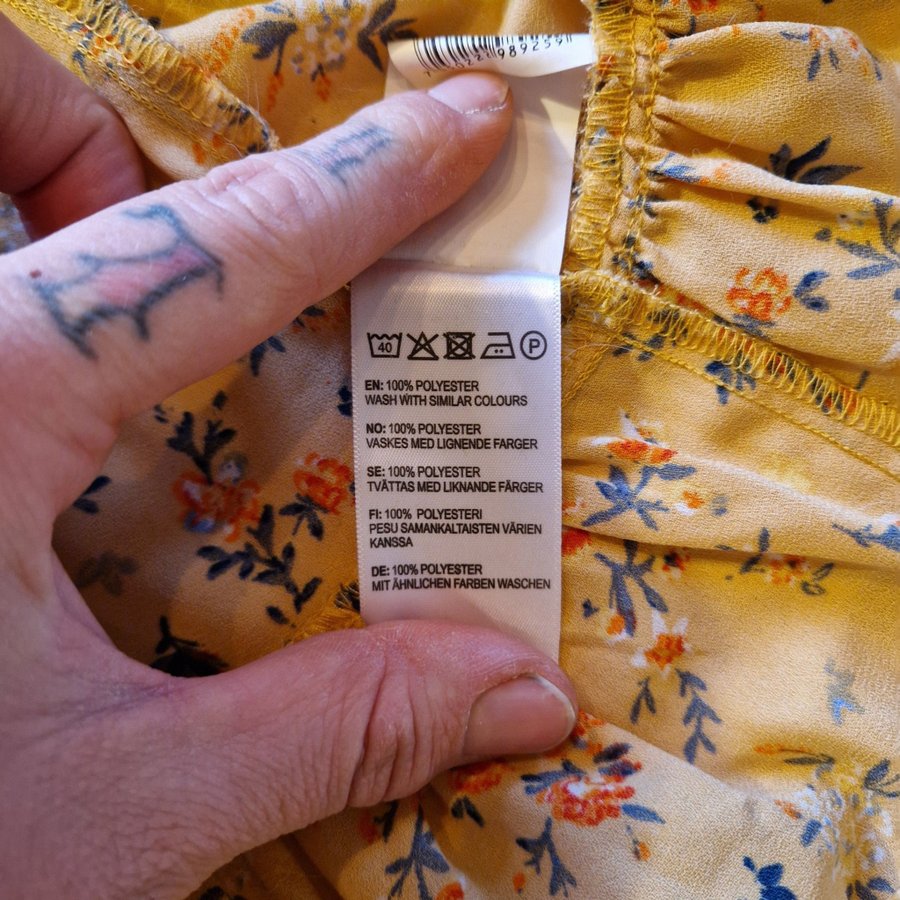 40 P
EN: 100% POLYESTER
WASH WITH SIMILAR COLOURS
NO: 100% POLYESTER
VASKES MED LIGNENDE FARGER
SE: 100% POLYESTER
TVÄTTAS MED LIKNANDE FÄRGER
FI: 100% POLYESTERI
PESU SAMANKALTAISTEN VÄRIEN
KANSSA
DE: 100% POLYESTER
MIT ÄHNLICHEN FARBEN WASCHEN